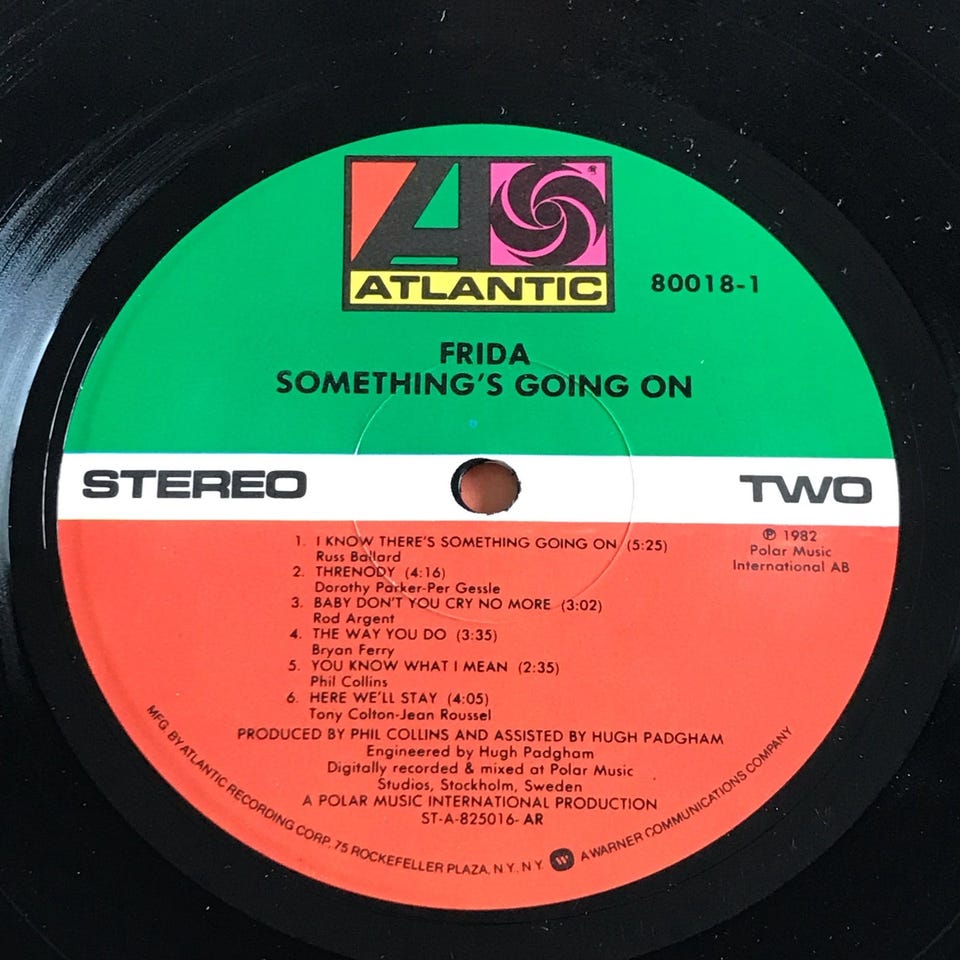 ATLANTIC
80018-1
FRIDA
SOMETHING'S GOING ON
STEREO
TWO
℗ 1982
Polar Music
International AB
1. I KNOW THERE'S SOMETHING GOING ON (5:25)
Russ Ballard
2. THRENODY (4:16)
Dorothy Parker-Per Gessle
3. BABY DON'T YOU CRY NO MORE (3:02)
Rod Argent
4. THE WAY YOU DO (3:35)
Bryan Ferry
5. YOU KNOW WHAT I MEAN (2:35)
Phil Collins
6. HERE WE'LL STAY (4:05)
Tony Colton-Jean Roussel
PRODUCED BY PHIL COLLINS AND ASSISTED BY HUGH PADGHAM
Engineered by Hugh Padgham
Digitally recorded & mixed at Polar Music
Studios, Stockholm, Sweden
A POLAR MUSIC INTERNATIONAL PRODUCTION
ST-A-825016-AR
MFG. BY ATLANTIC RECORDING CORP. 75 ROCKEFELLER PLAZA, N.Y. N.Y. W A WARNER COMMUNICATIONS COMPANY